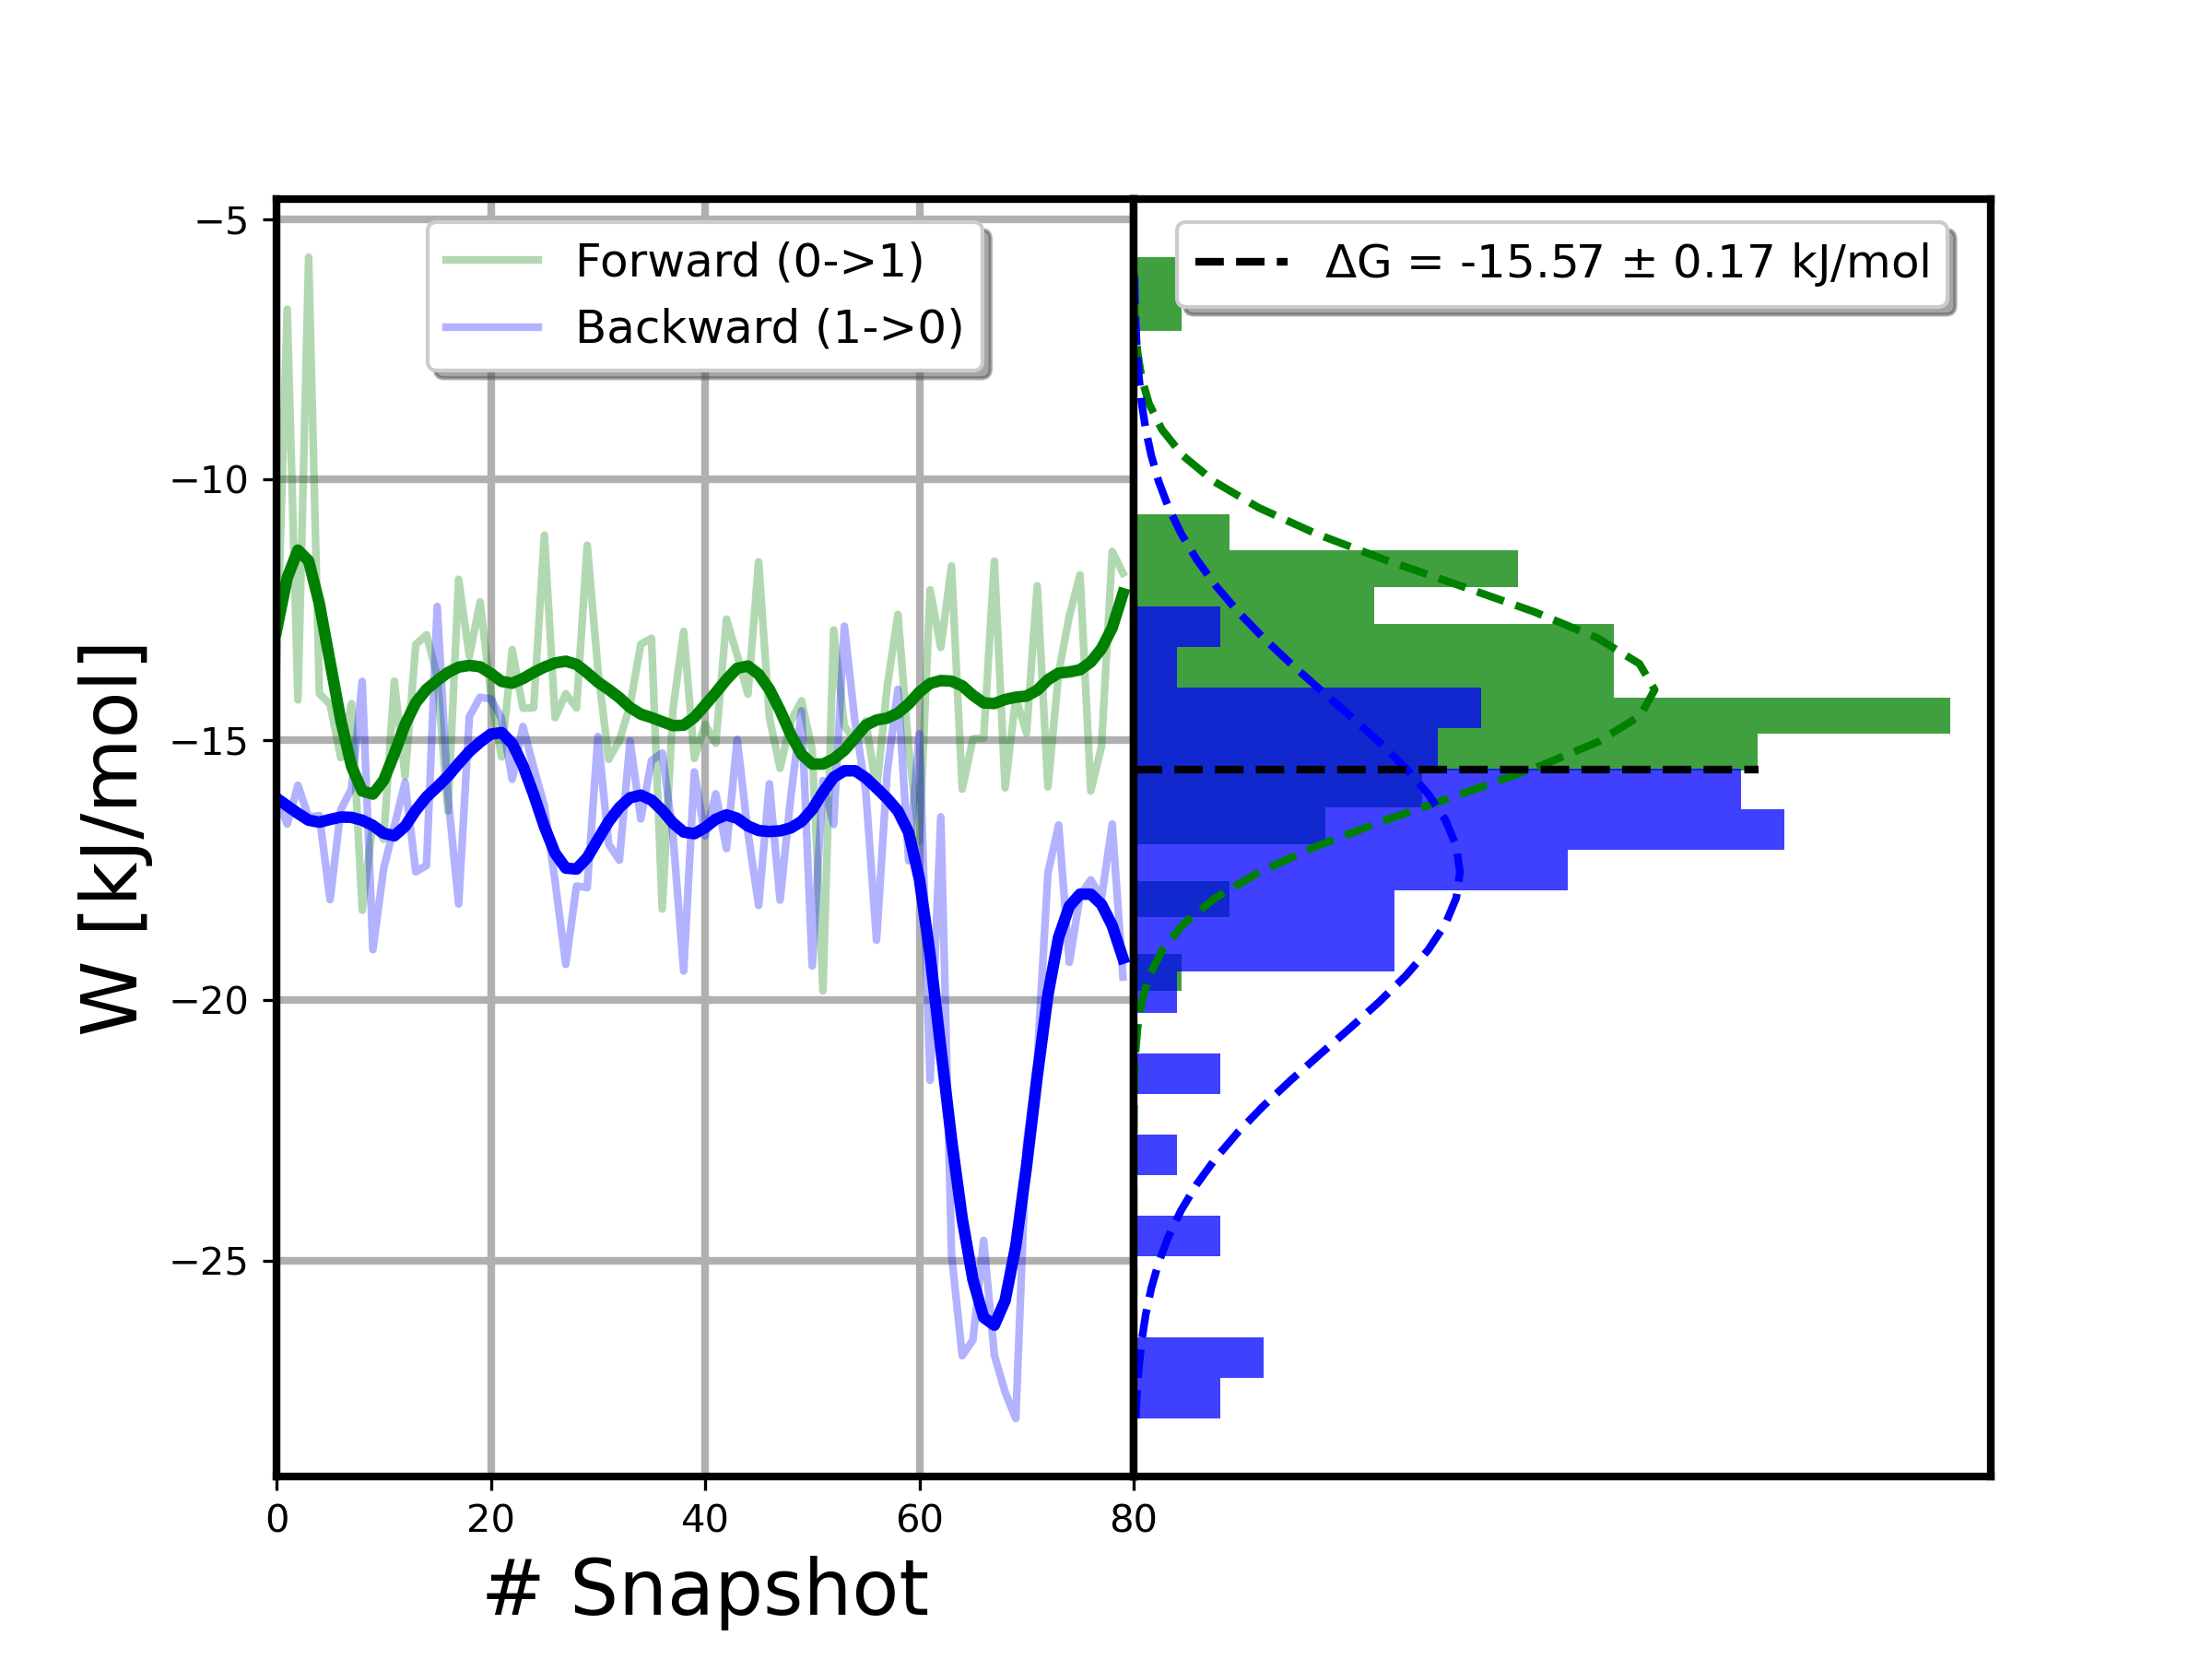 Forward (0->1)
Backward (1->0)
ΔG = -15.57 ± 0.17 kJ/mol
W [kJ/mol]
−5
−10
−15
−20
−25
0 20 40 60 80
# Snapshot